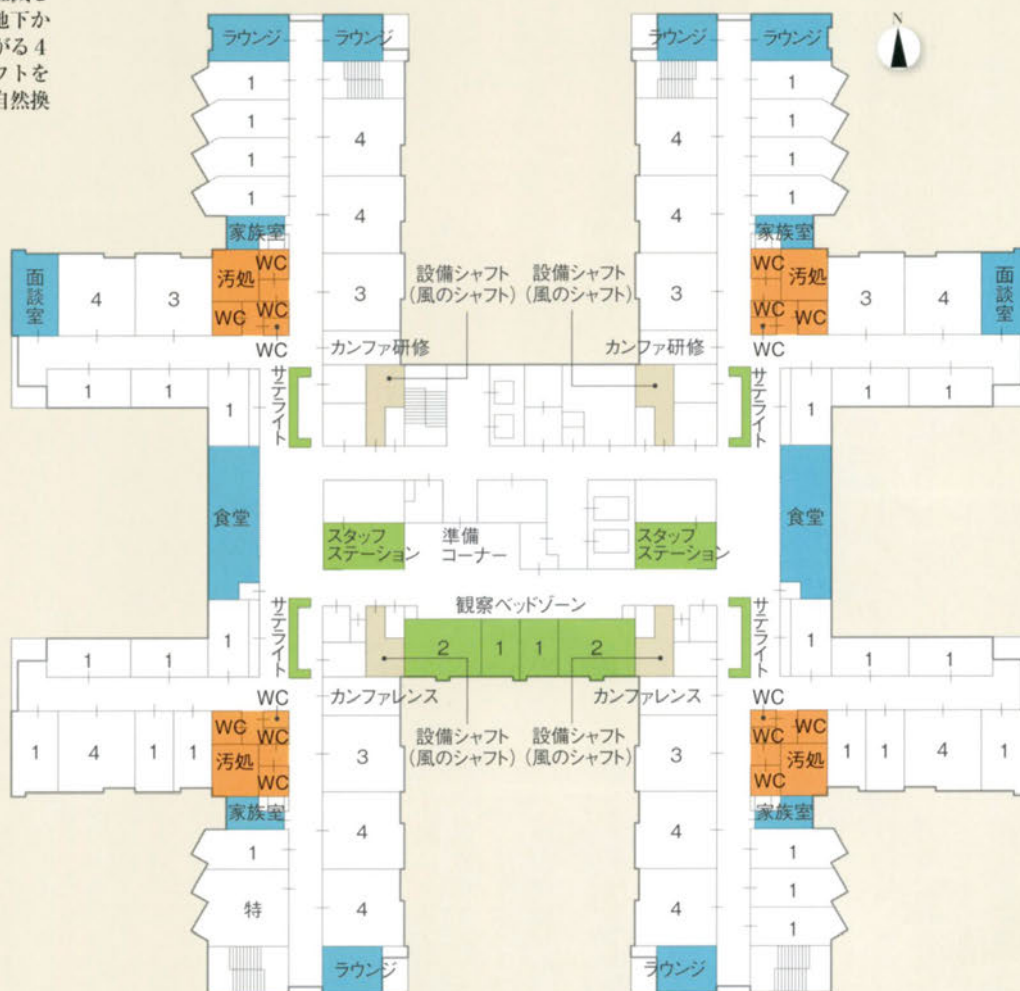 地下か
がる4
フトを
自然換
N
ラウンジ
ラウンジ
ラウンジ
ラウンジ
1
1
1
1
4
4
3
家族室
4
4
3
1
1
1
1
家族室
面談室
4
3
汚処
WC
WC
WC
WC
設備シャフト
(風のシャフト)
設備シャフト
(風のシャフト)
WC
汚処
WC
WC
WC
3
4
面談室
カンファ研修
カンファ研修
1
1
1
サテライト
サテライト
1
1
1
食堂
食堂
スタッフ
ステーション
準備
コーナー
スタッフ
ステーション
観察ベッドゾーン
2
1
1
2
サテライト
サテライト
1
1
1
1
1
1
カンファレンス
カンファレンス
設備シャフト
(風のシャフト)
設備シャフト
(風のシャフト)
WC
WC
WC
汚処
WC
WC
WC
WC
汚処
WC
1
4
1
1
1
1
4
1
3
4
4
3
4
4
家族室
1
特
家族室
1
1
1
ラウンジ
ラウンジ